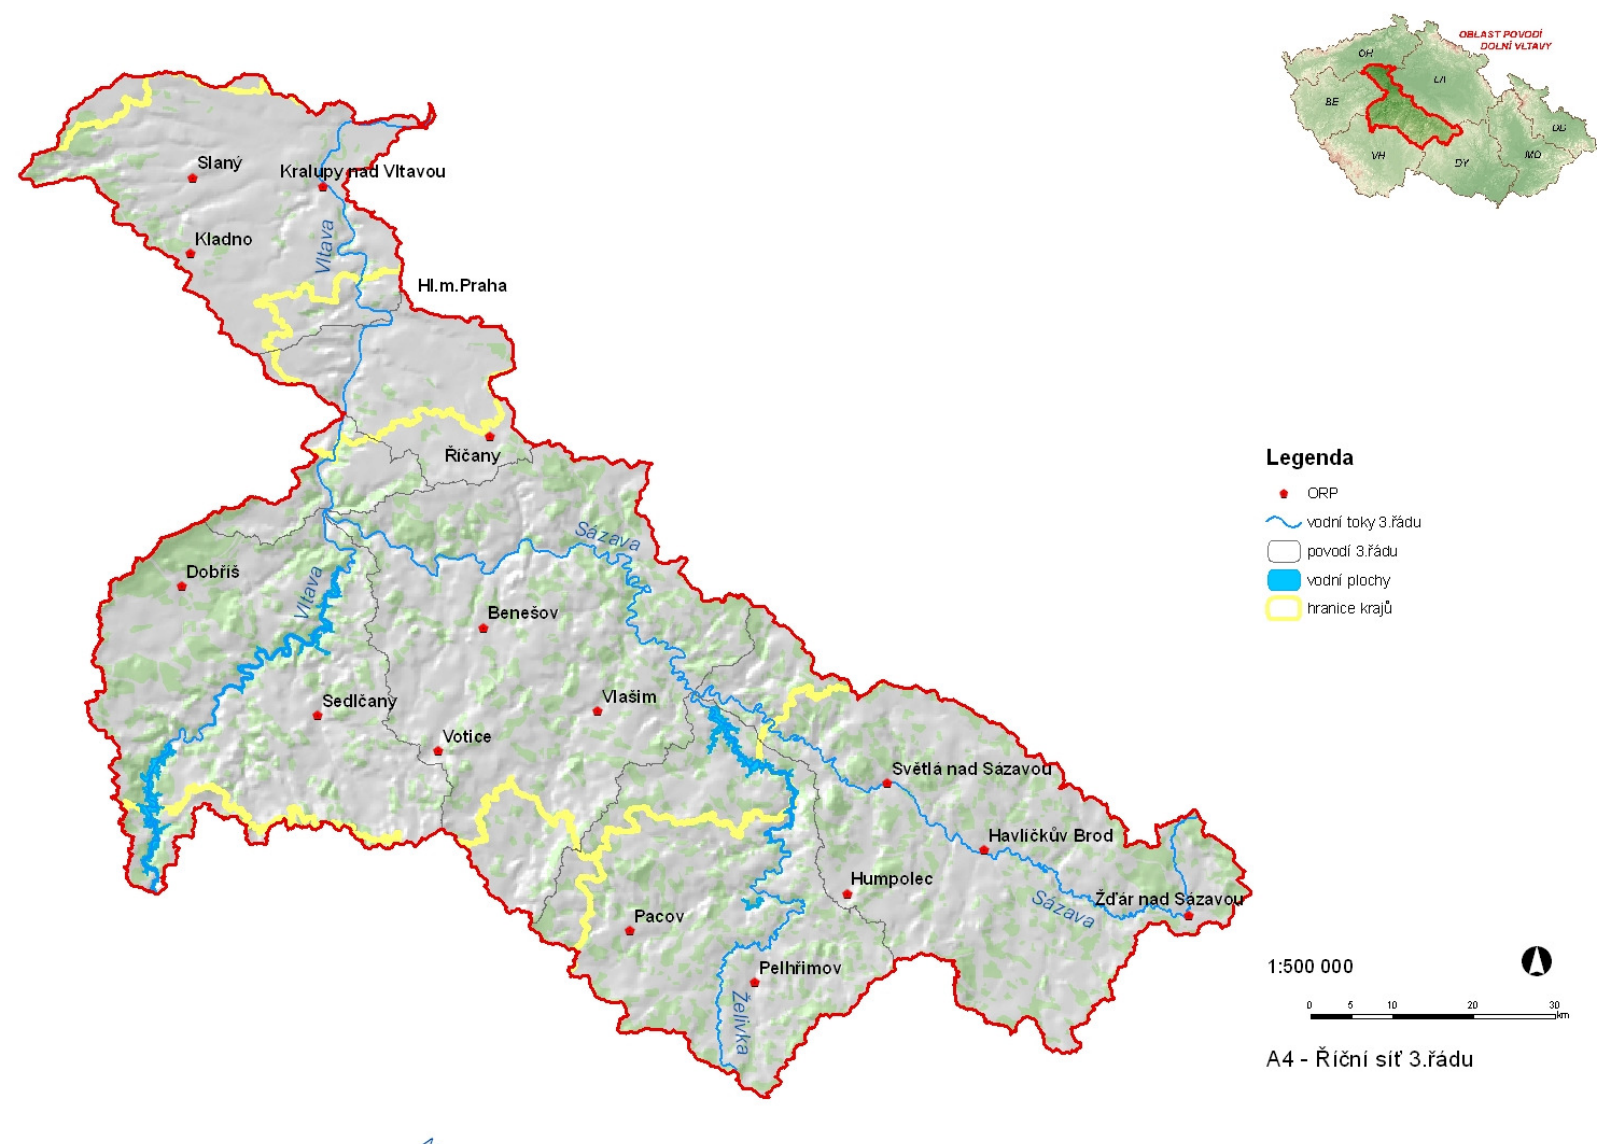 OBLAST POVODÍ
DOLNÍ VLTAVY
OH
LA
BE
OD
MO
VH
DY
Slaný
Kralupy nad Vltavou
Kladno
Vltava
Hl.m.Praha
Říčany
Sázava
Dobříš
Vltava
Benešov
Sedlčany
Vlašim
Votice
Světlá nad Sázavou
Havlíčkův Brod
Humpolec
Žďár nad Sázavou
Sázava
Pacov
Pelhřimov
Želivka
Legenda
ORP
vodní toky 3.řádu
povodí 3.řádu
vodní plochy
hranice krajů
1:500 000
0 5 10 20 30
km
A4 - Říční síť 3.řádu